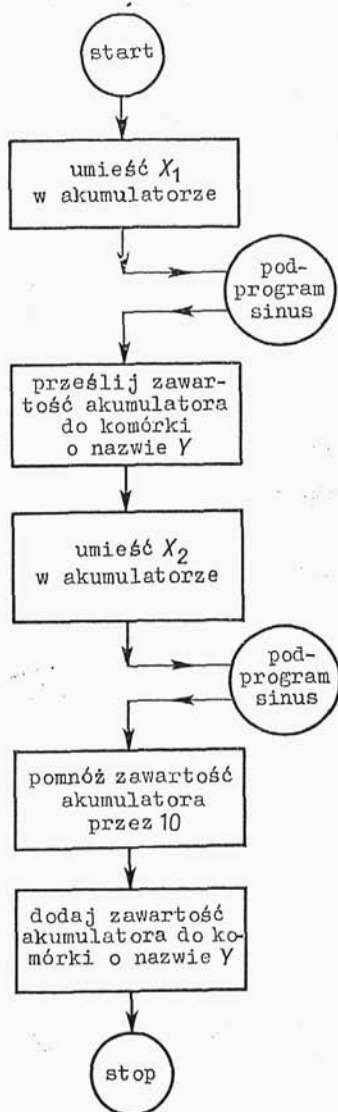 start
umieść X₁
w akumulatorze
pod-
program
sinus
prześlij zawar-
tość akumulatora
do komórki
o nazwie Y
umieść X₂
w akumulatorze
pod-
program
sinus
pomnóż zawartość
akumulatora
przez 10
dodaj zawartość
akumulatora do ko-
mórki o nazwie Y
stop